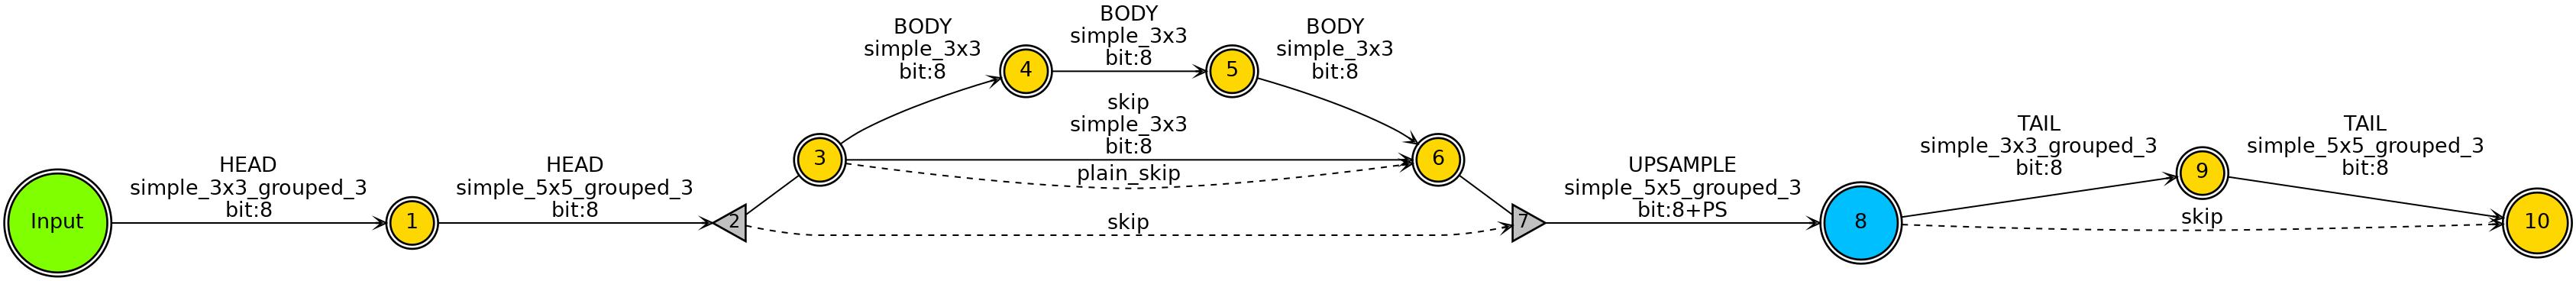 Input
HEAD
simple_3x3_grouped_3
bit:8
1
HEAD
simple_5x5_grouped_3
bit:8
2
3
BODY
simple_3x3
bit:8
4
BODY
simple_3x3
bit:8
5
BODY
simple_3x3
bit:8
skip
simple_3x3
bit:8
plain_skip
skip
6
7
UPSAMPLE
simple_5x5_grouped_3
bit:8+PS
8
TAIL
simple_3x3_grouped_3
bit:8
9
TAIL
simple_5x5_grouped_3
bit:8
skip
10